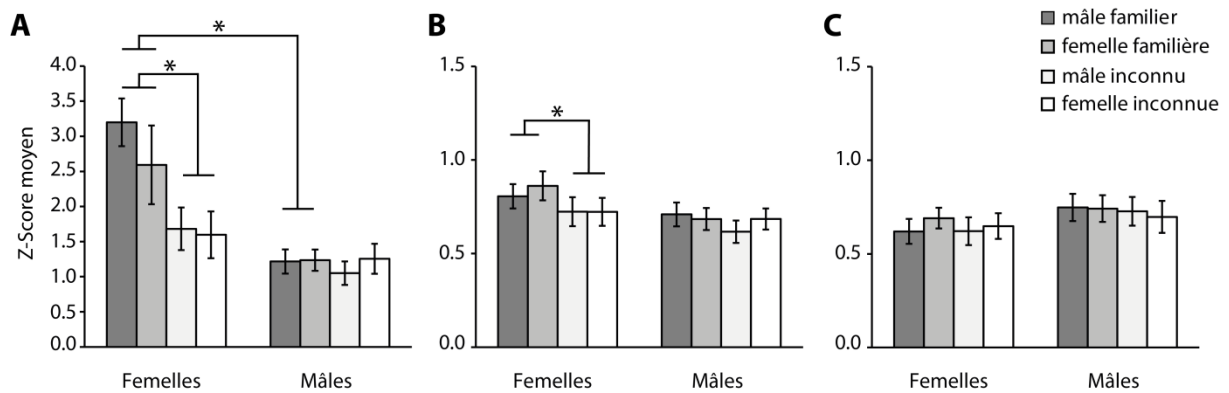 A
B
C
mâle familier
femelle familière
mâle inconnu
femelle inconnue
Z-Score moyen
4.0
3.5
3.0
2.5
2.0
1.5
1.0
0.5
0.0
*
*
Femelles
Mâles
1.5
1.0
0.5
0.0
*
Femelles
Mâles
1.5
1.0
0.5
0.0
Femelles
Mâles